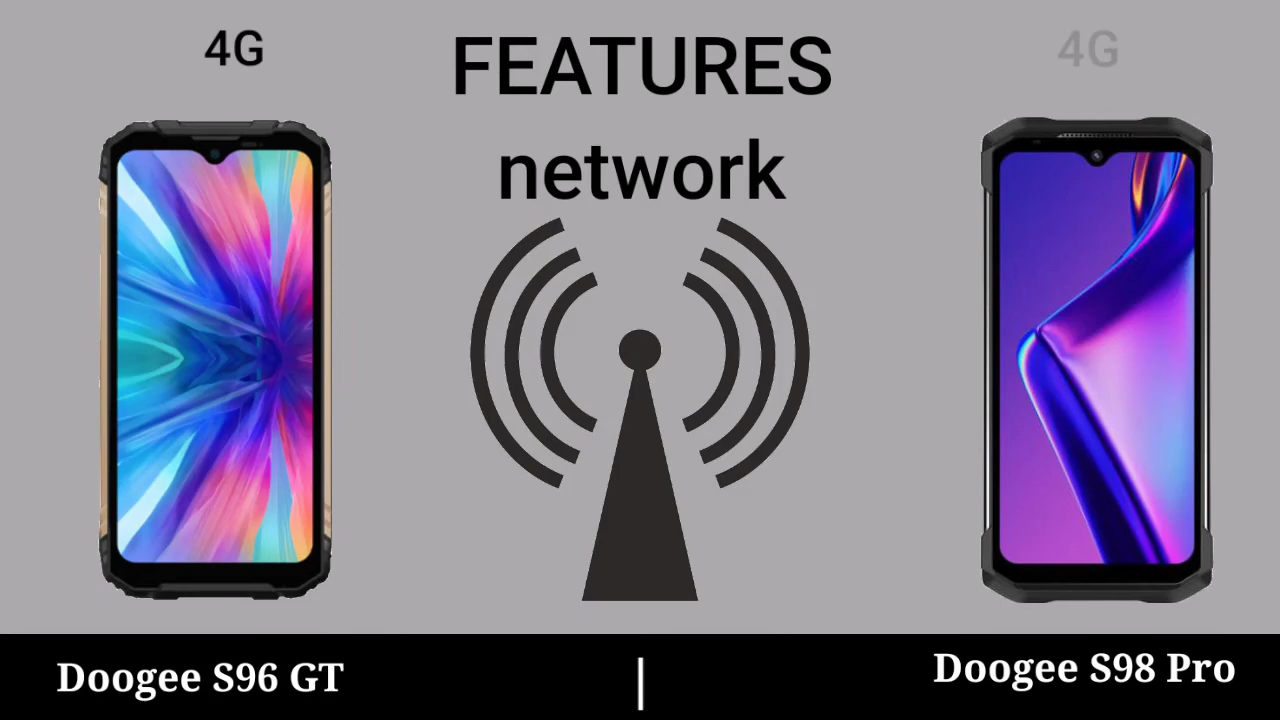 4G
FEATURES
4G
network
Doogee S96 GT
|
Doogee S98 Pro